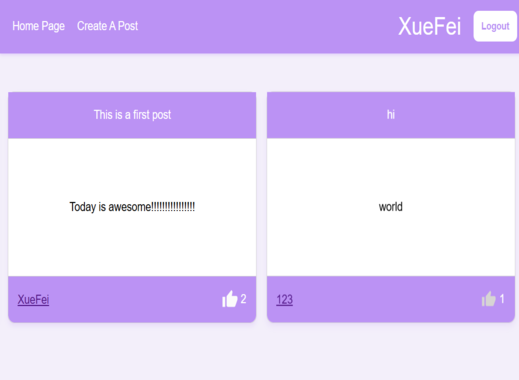 Home Page Create A Post XueFei Logout
This is a first post
Today is awesome!!!!!!!!!!!!!!!!
XueFei 2
hi
world
123 1